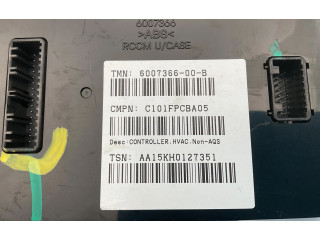 6007366
>ABS<
RCCM U/CASE
TMN: 6007366-00-B
CMPN: C101FPCBA05
Desc:CONTROLLER.HVAC.Non-AQS
TSN: AA15KH0127351